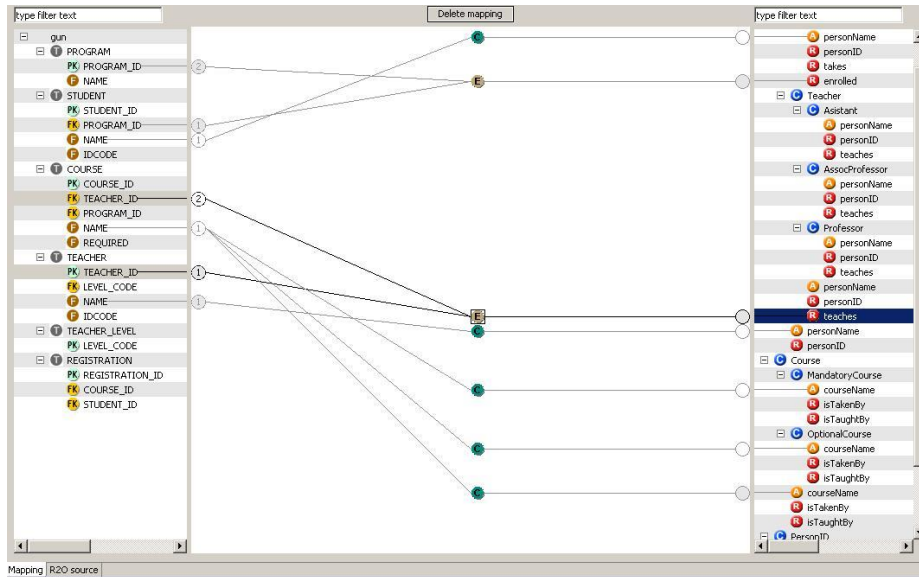 type filter text
Delete mapping
type filter text
gun
T PROGRAM
PK PROGRAM_ID
F NAME
T STUDENT
PK STUDENT_ID
FK PROGRAM_ID
F NAME
F IDCODE
T COURSE
PK COURSE_ID
FK TEACHER_ID
FK PROGRAM_ID
F NAME
F REQUIRED
T TEACHER
PK TEACHER_ID
FK LEVEL_CODE
F NAME
F IDCODE
T TEACHER_LEVEL
PK LEVEL_CODE
T REGISTRATION
PK REGISTRATION_ID
FK COURSE_ID
FK STUDENT_ID
2
1
1
2
1
1
1
C
E
E
C
C
C
C
A personName
R personID
R takes
R enrolled
C Teacher
C Asistant
A personName
R personID
R teaches
C AssocProfessor
A personName
R personID
R teaches
C Professor
A personName
R personID
R teaches
A personName
R personID
R teaches
A personName
R personID
C Course
C MandatoryCourse
A courseName
R isTakenBy
R isTaughtBy
C OptionalCourse
A courseName
R isTakenBy
R isTaughtBy
A courseName
R isTakenBy
R isTaughtBy
C PersonID
Mapping R2O source